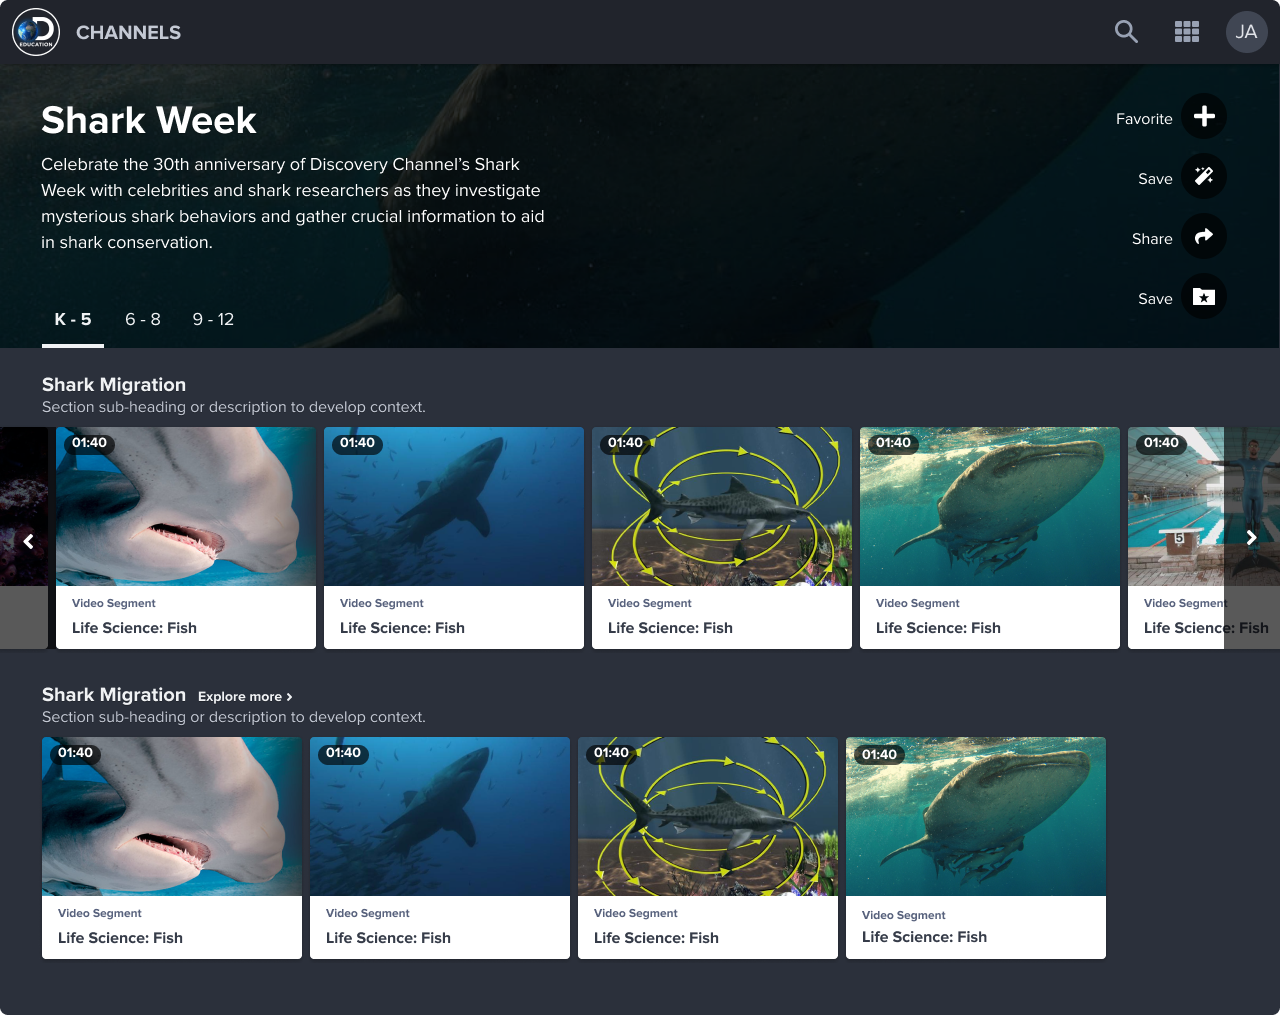 EDUCATION
CHANNELS
JA
Shark Week
Celebrate the 30th anniversary of Discovery Channel’s Shark
Week with celebrities and shark researchers as they investigate
mysterious shark behaviors and gather crucial information to aid
in shark conservation.
Favorite
Save
Share
Save
K - 5
6 - 8
9 - 12
Shark Migration
Section sub-heading or description to develop context.
01:40
01:40
01:40
01:40
01:40
5
Video Segment
Video Segment
Video Segment
Video Segment
Video Segment
Life Science: Fish
Life Science: Fish
Life Science: Fish
Life Science: Fish
Life Science: Fish
Shark Migration Explore more
Section sub-heading or description to develop context.
01:40
01:40
01:40
01:40
Video Segment
Video Segment
Video Segment
Video Segment
Life Science: Fish
Life Science: Fish
Life Science: Fish
Life Science: Fish